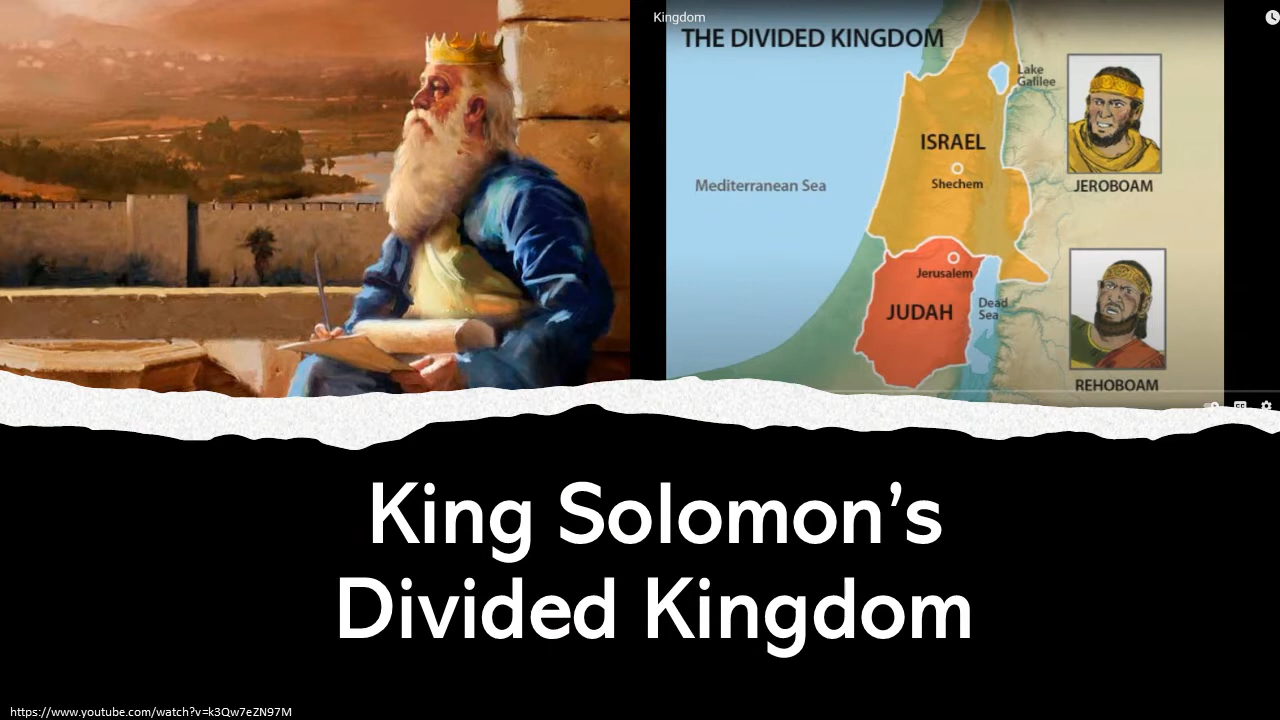 Kingdom
THE DIVIDED KINGDOM
Lake
Galilee
ISRAEL
Shechem
Mediterranean Sea
JEROBOAM
Jerusalem
JUDAH
Dead
Sea
REHOBOAM
CC
King Solomon’s
Divided Kingdom
https://www.youtube.com/watch?v=k3Qw7eZN97M